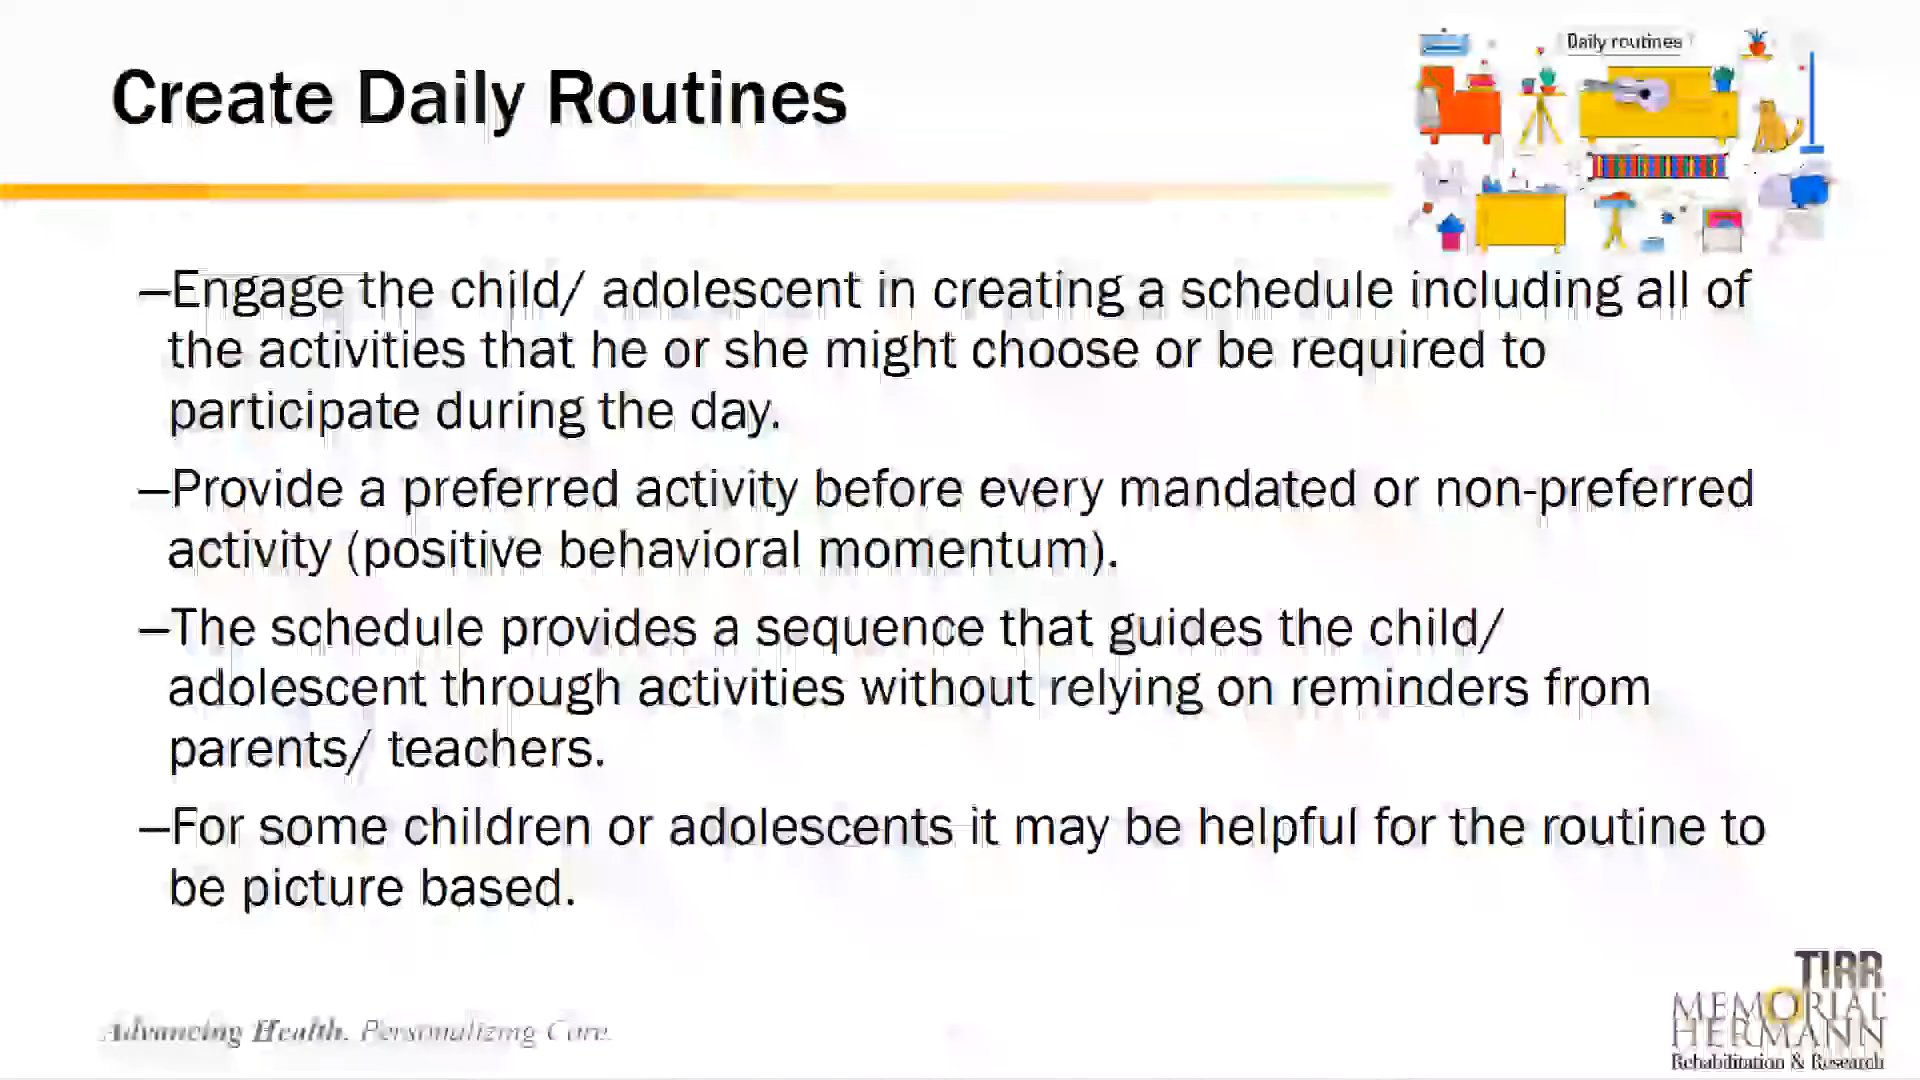 Daily routines
Create Daily Routines
–Engage the child/ adolescent in creating a schedule including all of
the activities that he or she might choose or be required to
participate during the day.
–Provide a preferred activity before every mandated or non-preferred
activity (positive behavioral momentum).
–The schedule provides a sequence that guides the child/
adolescent through activities without relying on reminders from
parents/ teachers.
–For some children or adolescents it may be helpful for the routine to
be picture based.
Advancing Health. Personalizing Care.
TIRR
MEMORIAL
HERMANN
Rehabilitation & Research